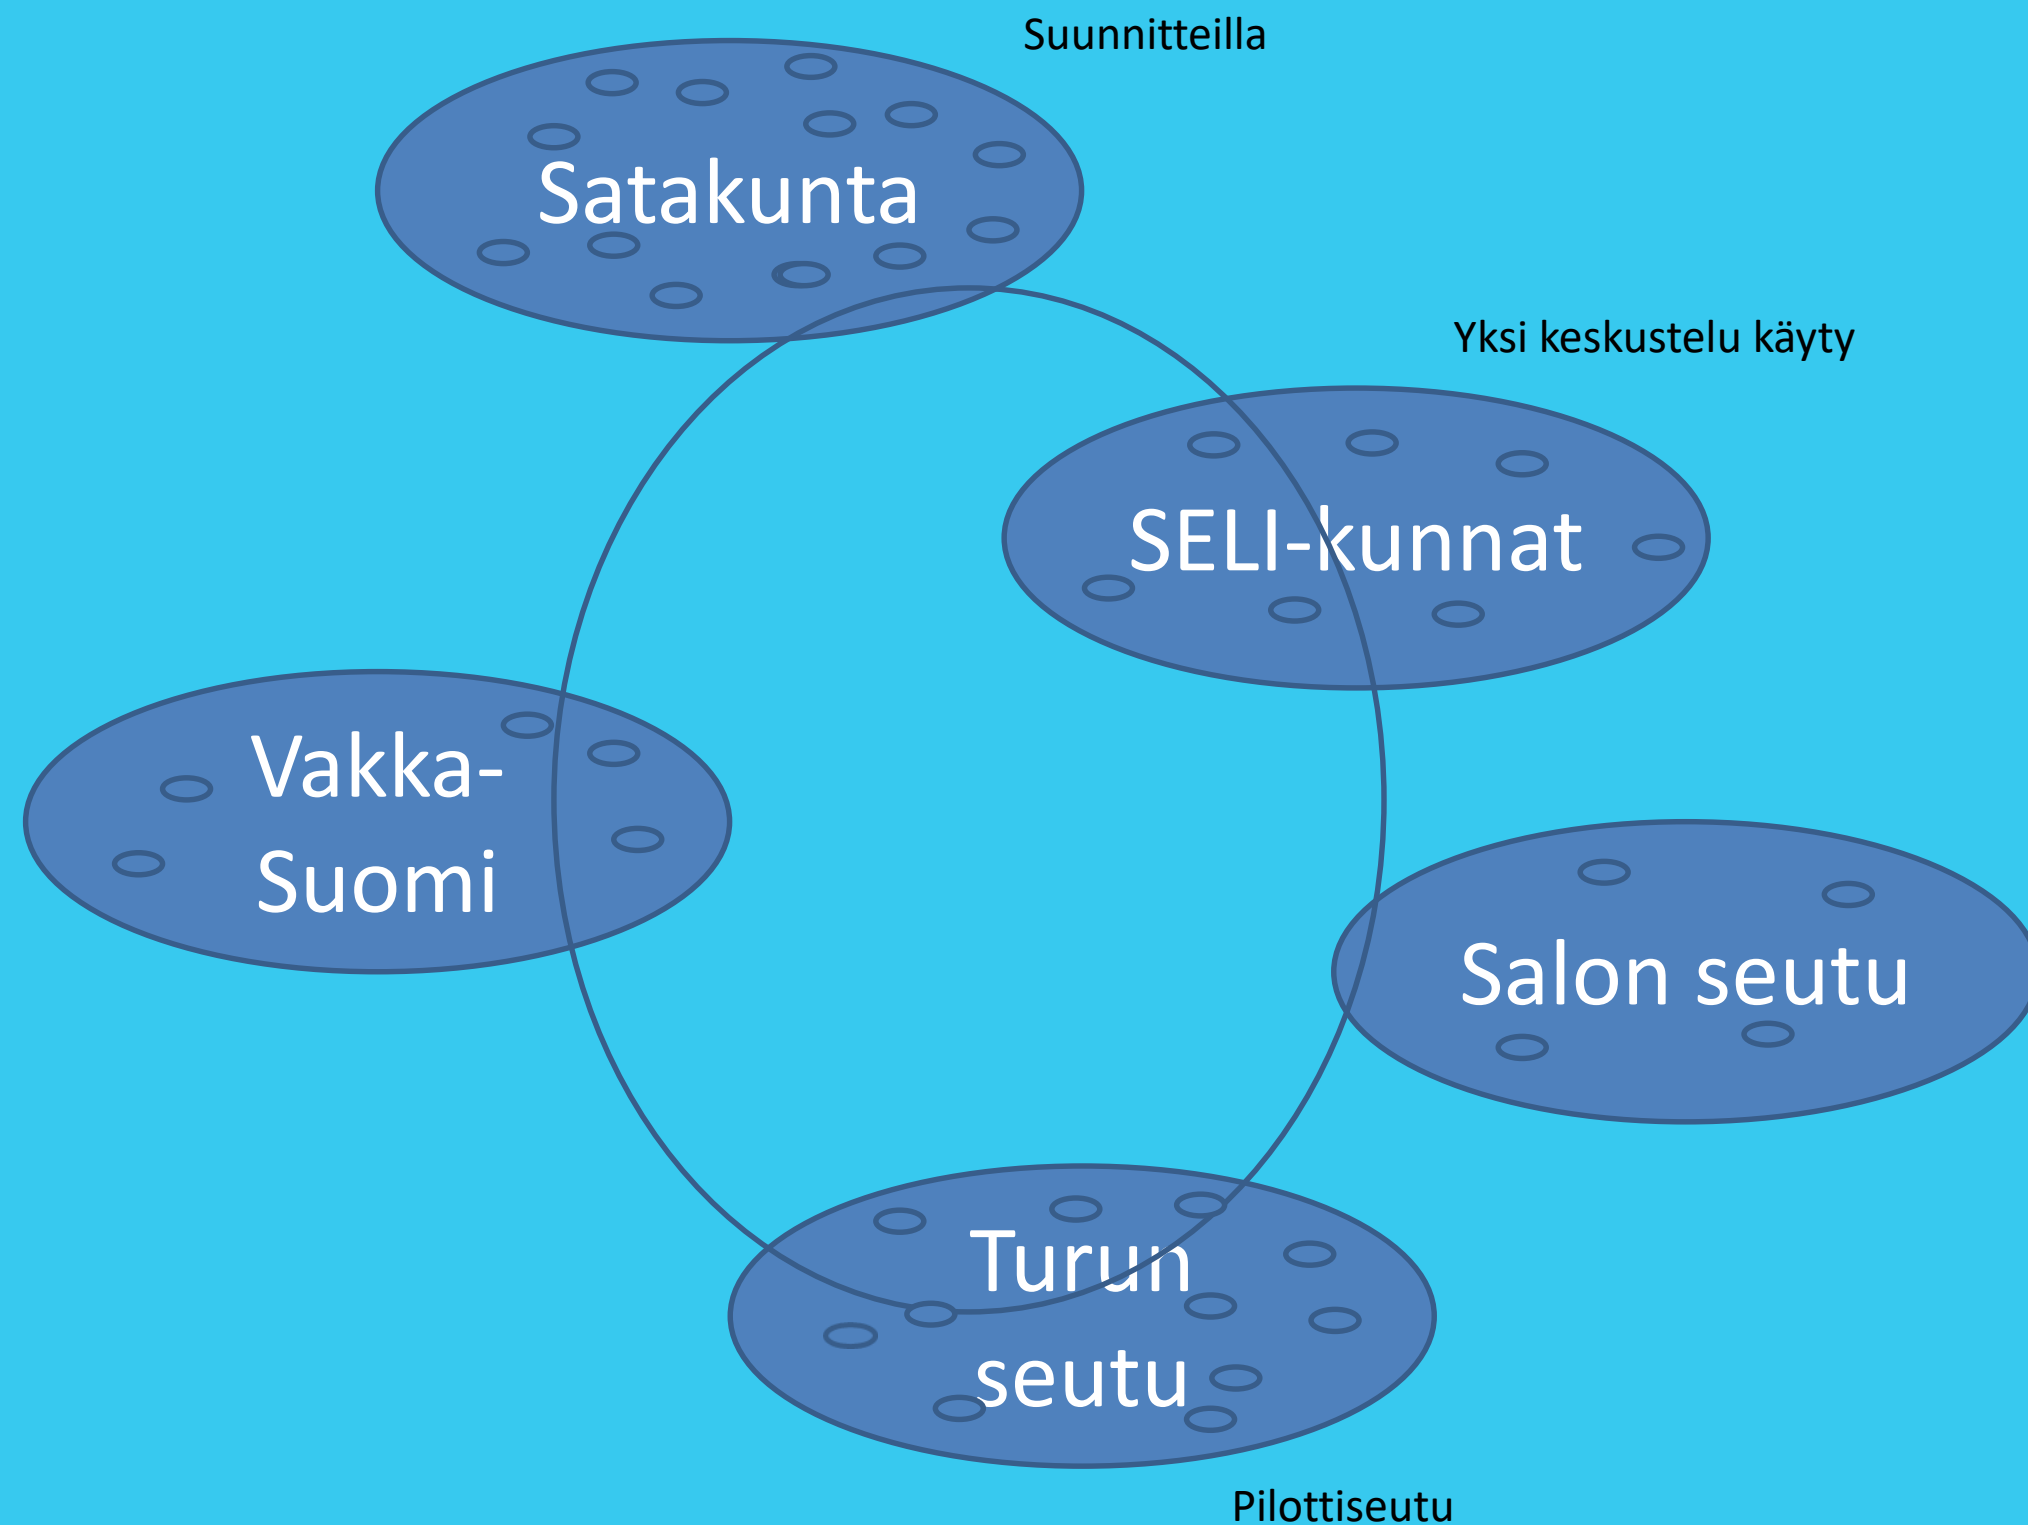 Suunnitteilla
Satakunta
Yksi keskustelu käyty
SELI-kunnat
Vakka-
Suomi
Salon seutu
Turun
seutu
Pilottiseutu